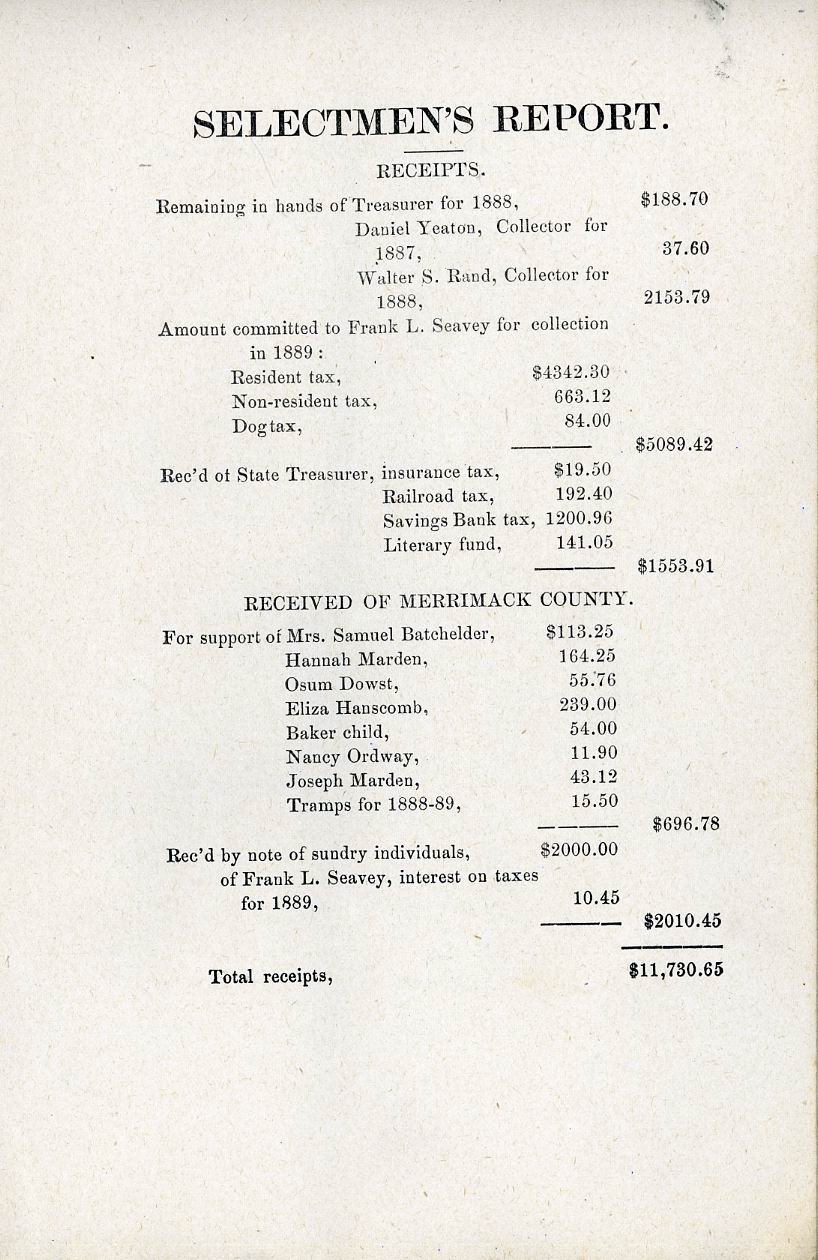 SELECTMEN'S REPORT.
RECEIPTS.
Remaining in hands of Treasurer for 1888, $188.70
Daniel Yeaton, Collector for
1887, 37.60
Walter S. Rand, Collector for
1888, 2153.79
Amount committed to Frank L. Seavey for collection
in 1889 :
Resident tax, $4342.30
Non-resident tax, 663.12
Dog tax, 84.00
$5089.42
Rec'd of State Treasurer, insurance tax, $19.50
Railroad tax, 192.40
Savings Bank tax, 1200.96
Literary fund, 141.05
$1553.91
RECEIVED OF MERRIMACK COUNTY.
For support of Mrs. Samuel Batchelder, $113.25
Hannah Marden, 164.25
Osum Dowst, 55.76
Eliza Hanscomb, 239.00
Baker child, 54.00
Nancy Ordway, 11.90
Joseph Marden, 43.12
Tramps for 1888-89, 15.50
$696.78
Rec'd by note of sundry individuals, $2000.00
of Frank L. Seavey, interest on taxes
for 1889, 10.45
$2010.45
Total receipts, $11,730.65